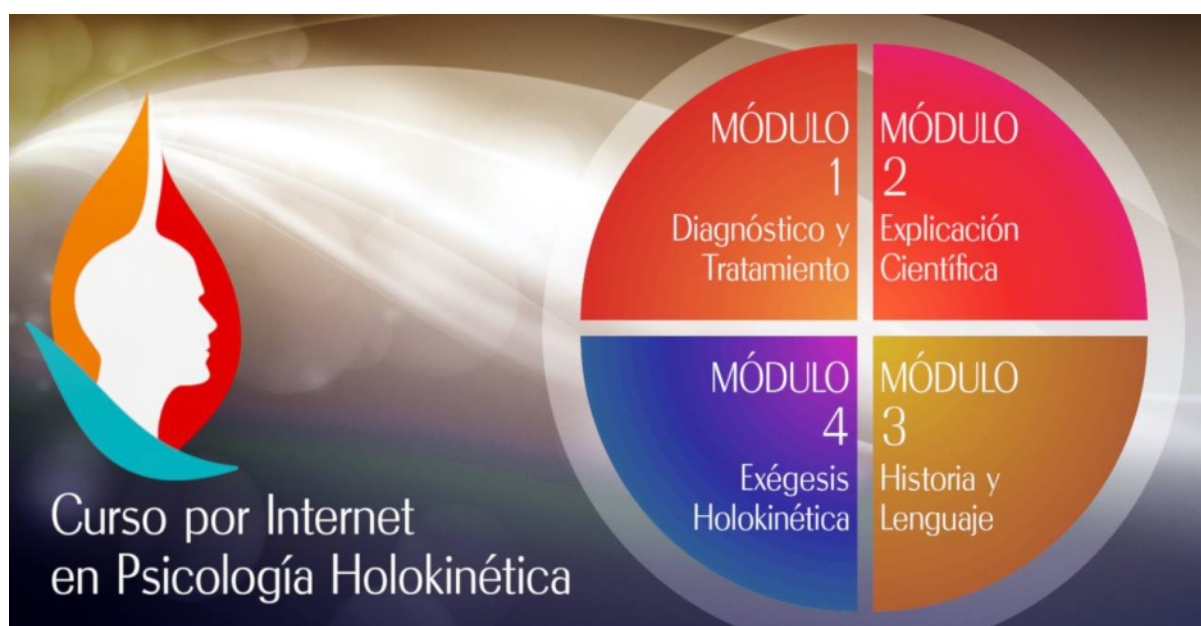 MÓDULO
1
Diagnóstico y
Tratamiento
MÓDULO
2
Explicación
Científica
MÓDULO
3
Historia y
Lenguaje
MÓDULO
4
Exégesis
Holokinética
Curso por Internet
en Psicología Holokinética